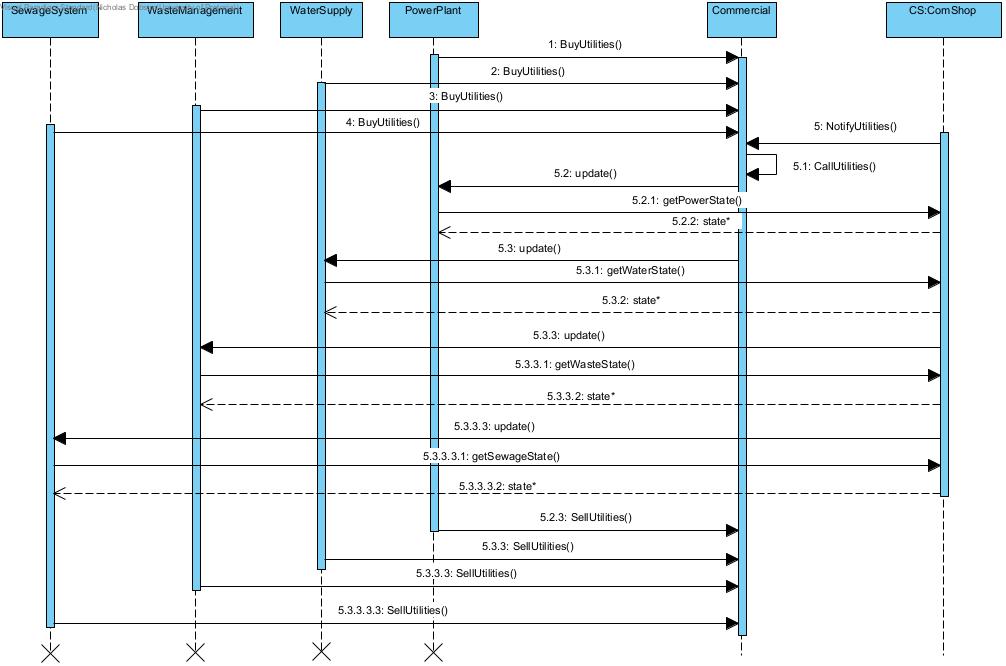 SewageSystem
WasteManagement
WaterSupply
PowerPlant
Commercial
CS:ComShop
1: BuyUtilities()
2: BuyUtilities()
3: BuyUtilities()
4: BuyUtilities()
5: NotifyUtilities()
5.1: CallUtilities()
5.2: update()
5.2.1: getPowerState()
5.2.2: state*
5.3: update()
5.3.1: getWaterState()
5.3.2: state*
5.3.3: update()
5.3.3.1: getWasteState()
5.3.3.2: state*
5.3.3.3: update()
5.3.3.3.1: getSewageState()
5.3.3.3.2: state*
5.2.3: SellUtilities()
5.3.3: SellUtilities()
5.3.3.3: SellUtilities()
5.3.3.3.3: SellUtilities()